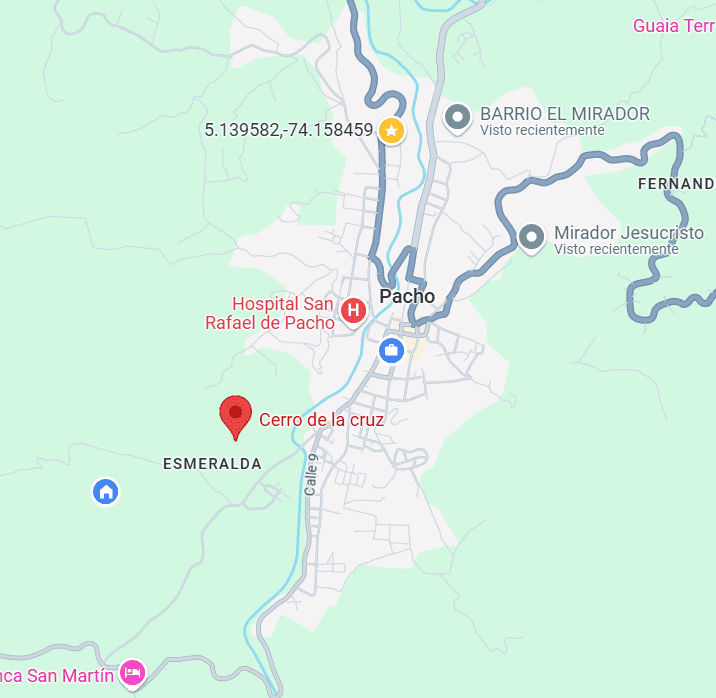 Guaia Terr
BARRIO EL MIRADOR
Visto recientemente
5.139582,-74.158459
FERNAND
Mirador Jesucristo
Visto recientemente
Pacho
Hospital San
Rafael de Pacho
H
Cerro de la cruz
ESMERALDA
Calle 9
nca San Martín